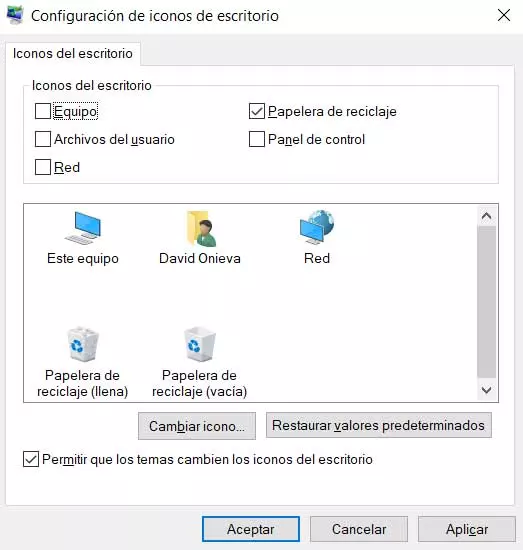 Configuración de iconos de escritorio
Iconos del escritorio
Iconos del escritorio
Equipo
Papelera de reciclaje
Archivos del usuario
Panel de control
Red
Este equipo
David Onieva
Red
Papelera de
reciclaje (llena)
Papelera de
reciclaje (vacía)
Cambiar icono...
Restaurar valores predeterminados
Permitir que los temas cambien los iconos del escritorio
Aceptar
Cancelar
Aplicar